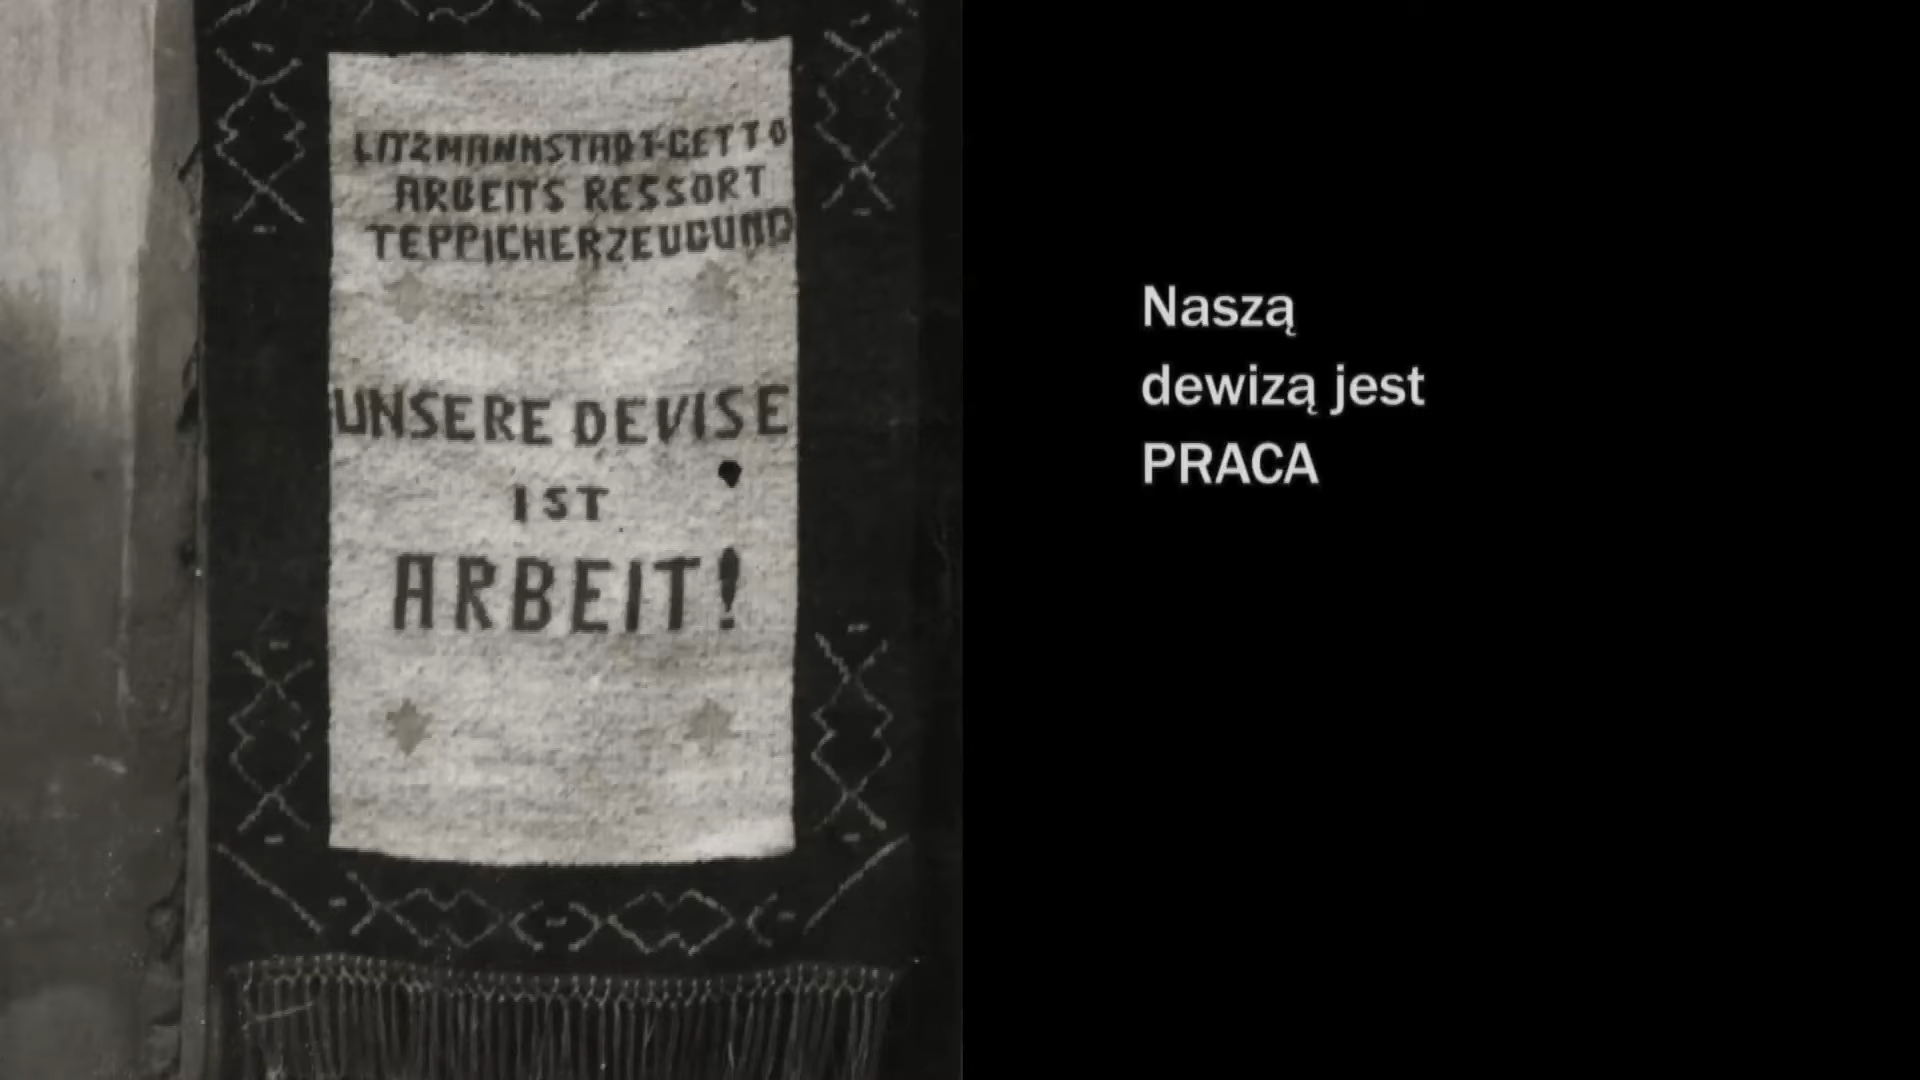 LITZMANNSTADT-GETTO
ARBEITS RESSORT
TEPPICHERZEUGUNG
UNSERE DEVISE
IST
ARBEIT!
Naszą
dewizą jest
PRACA